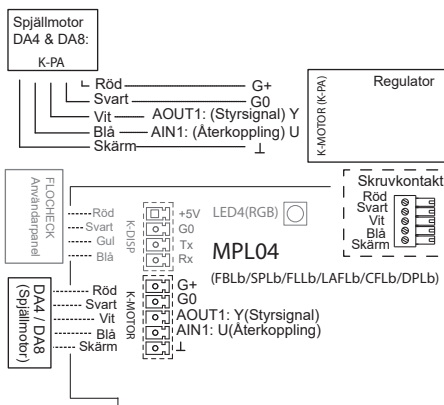 Spjällmotor
DA4 & DA8:
K-PA
Röd G+
Svart G0
Vit AOUT1: (Styrsignal) Y
Blå AIN1: (Återkoppling) U
Skärm ⊥
Regulator
K-MOTOR (K-PA)
Skruvkontakt
Röd
Svart
Vit
Blå
Skärm
FLOCHECK
Användarpanel
Röd +5V
Svart G0
Gul Tx
Blå Rx
K-DISP
LED4(RGB)
MPL04
(FBLb/SPLb/FLLb/LAFLb/CFLb/DPLb)
DA4 / DA8
(Spjällmotor)
Röd G+
Svart G0
Vit AOUT1: Y(Styrsignal)
Blå AIN1: U(Återkoppling)
Skärm ⊥
K-MOTOR